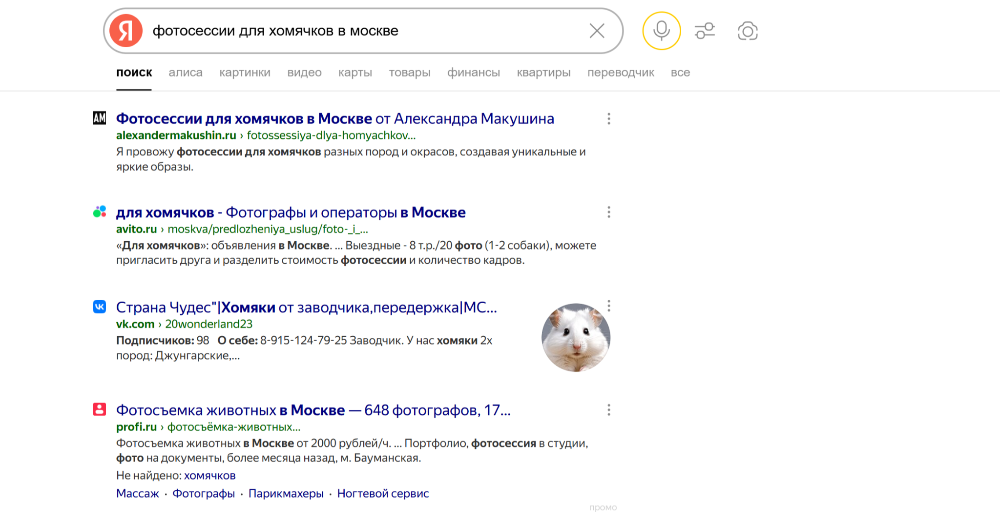 Я фотосессии для хомячков в москве
поиск алиса картинки видео карты товары финансы квартиры переводчик все
AM Фотосессии для хомячков в Москве от Александра Макушина
alexandermakushin.ru › fotossessiya-dlya-homyachkov...
Я провожу фотосессии для хомячков разных пород и окрасов, создавая уникальные и
яркие образы.
для хомячков - Фотографы и операторы в Москве
avito.ru › moskva/predlozheniya_uslug/foto-_i_...
«Для хомячков»: объявления в Москве. ... Выездные - 8 т.р./20 фото (1-2 собаки), можете
пригласить друга и разделить стоимость фотосессии и количество кадров.
Страна Чудес"|Хомяки от заводчика,передержка|МС...
vk.com › 20wonderland23
Подписчиков: 98 О себе: 8-915-124-79-25 Заводчик. У нас хомяки 2х
пород: Джунгарские,...
Фотосъемка животных в Москве — 648 фотографов, 17...
profi.ru › фотосъёмка-животных...
Фотосъемка животных в Москве от 2000 рублей/ч. ... Портфолио, фотосессия в студии,
фото на документы, более месяца назад, м. Бауманская.
Не найдено: хомячков
Массаж · Фотографы · Парикмахеры · Ногтевой сервис
промо